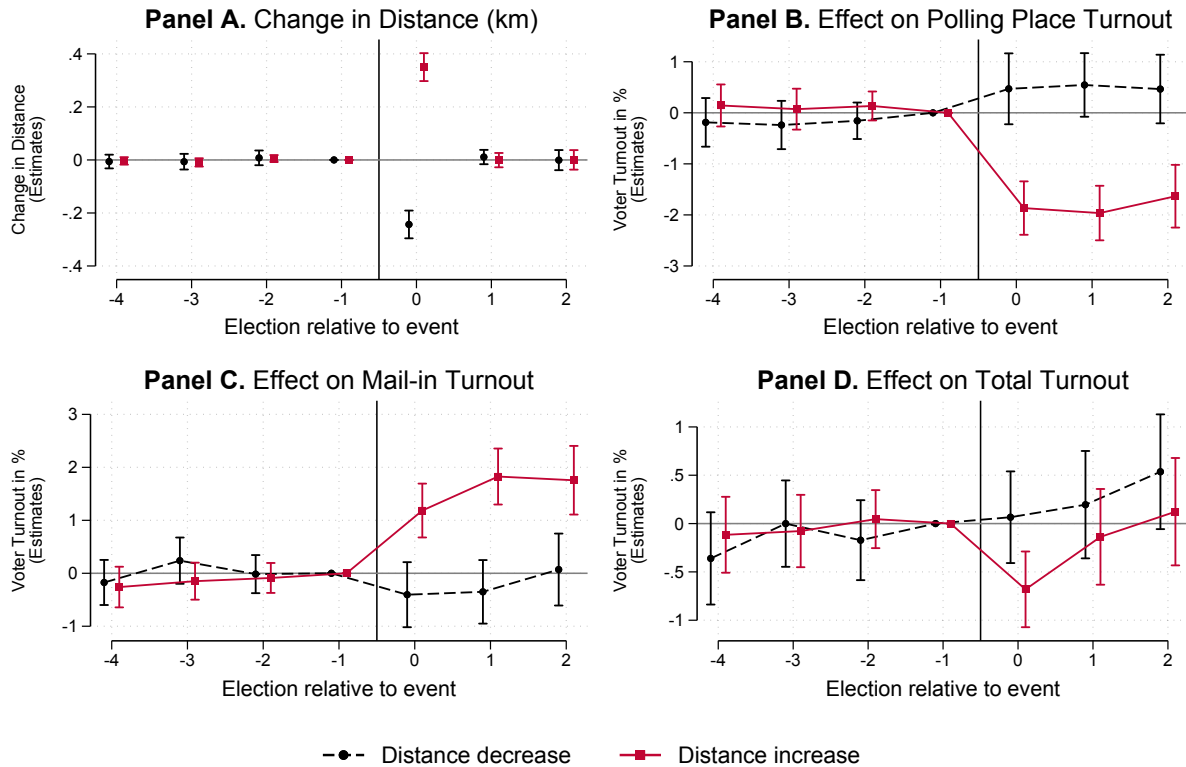 Panel A. Change in Distance (km)
Change in Distance
(Estimates)
.4
.2
0
-.2
-.4
-4 -3 -2 -1 0 1 2
Election relative to event
Panel B. Effect on Polling Place Turnout
Voter Turnout in %
(Estimates)
1
0
-1
-2
-3
-4 -3 -2 -1 0 1 2
Election relative to event
Panel C. Effect on Mail-in Turnout
Voter Turnout in %
(Estimates)
3
2
1
0
-1
-4 -3 -2 -1 0 1 2
Election relative to event
Panel D. Effect on Total Turnout
Voter Turnout in %
(Estimates)
1
.5
0
-.5
-1
-4 -3 -2 -1 0 1 2
Election relative to event
Distance decrease
Distance increase